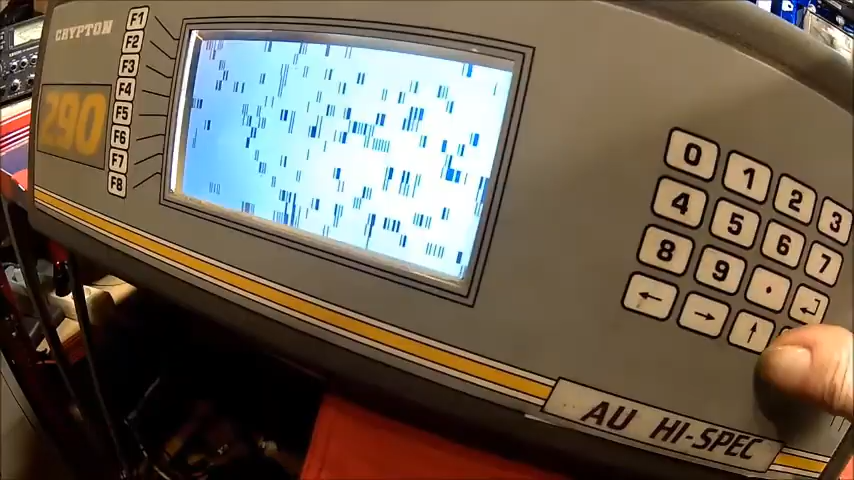 CRYPTON
290
F1
F2
F3
F4
F5
F6
F7
F8
0 1 2 3
4 5 6 7
8 9 • ↵
← → ↑
AU HI-SPEC